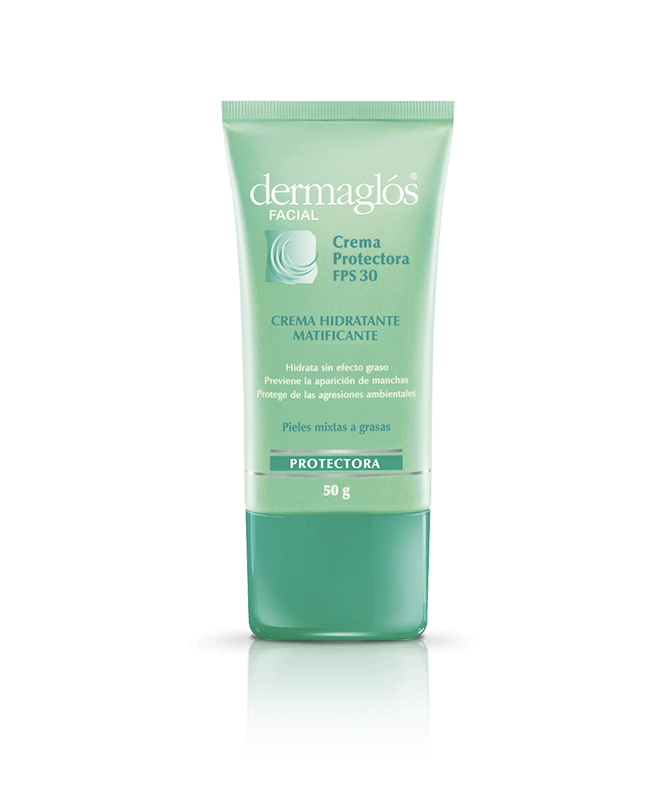 dermaglós®
FACIAL
Crema
Protectora
FPS 30
CREMA HIDRATANTE
MATIFICANTE
Hidrata sin efecto graso
Previene la aparición de manchas
Protege de las agresiones ambientales
Pieles mixtas a grasas
PROTECTORA
50 g